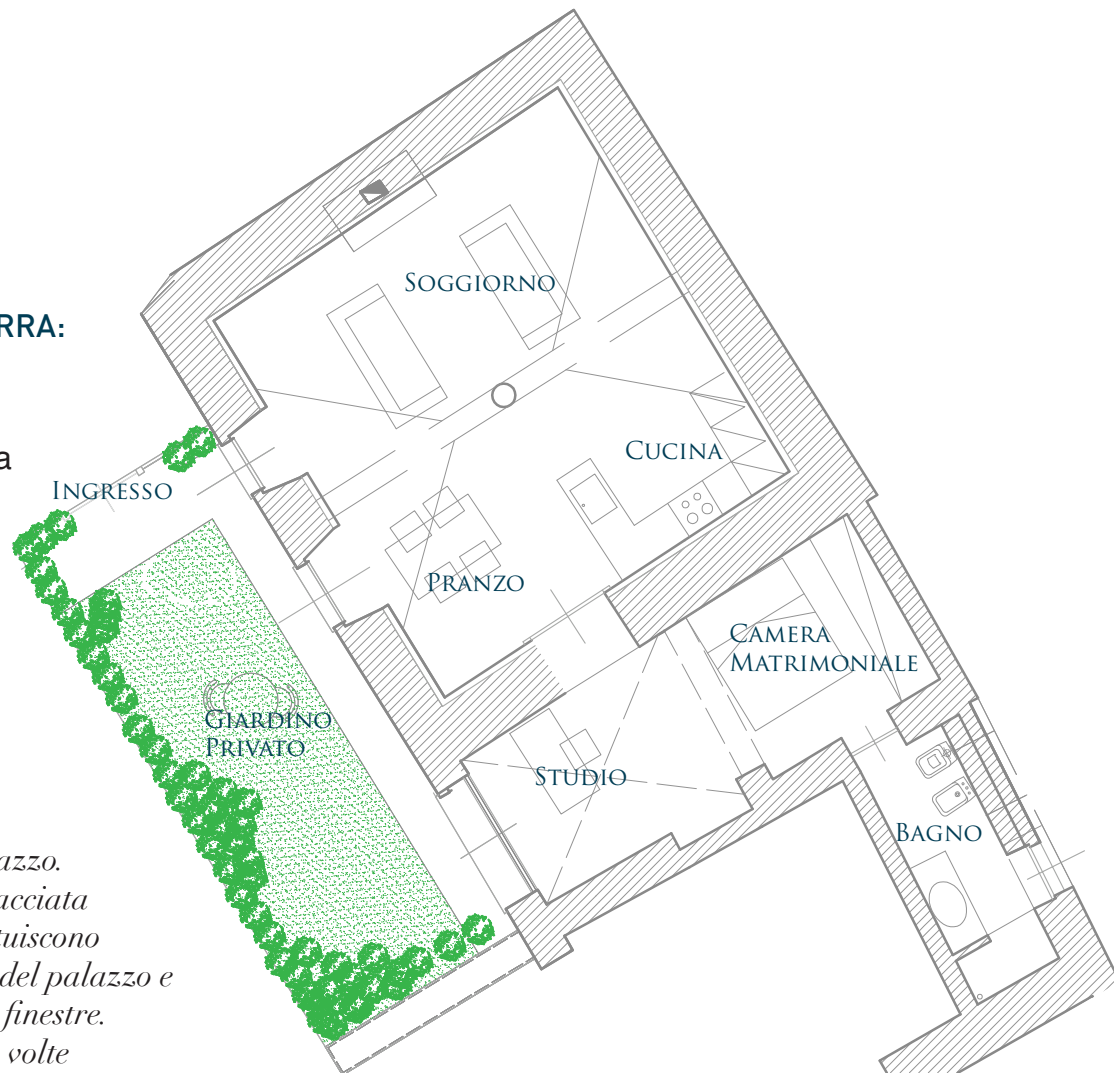 RRA:
a
azzo.
acciata
tuiscono
del palazzo e
finestre.
volte
Soggiorno
Cucina
Ingresso
Pranzo
Camera
Matrimoniale
Giardino
Privato
Studio
Bagno